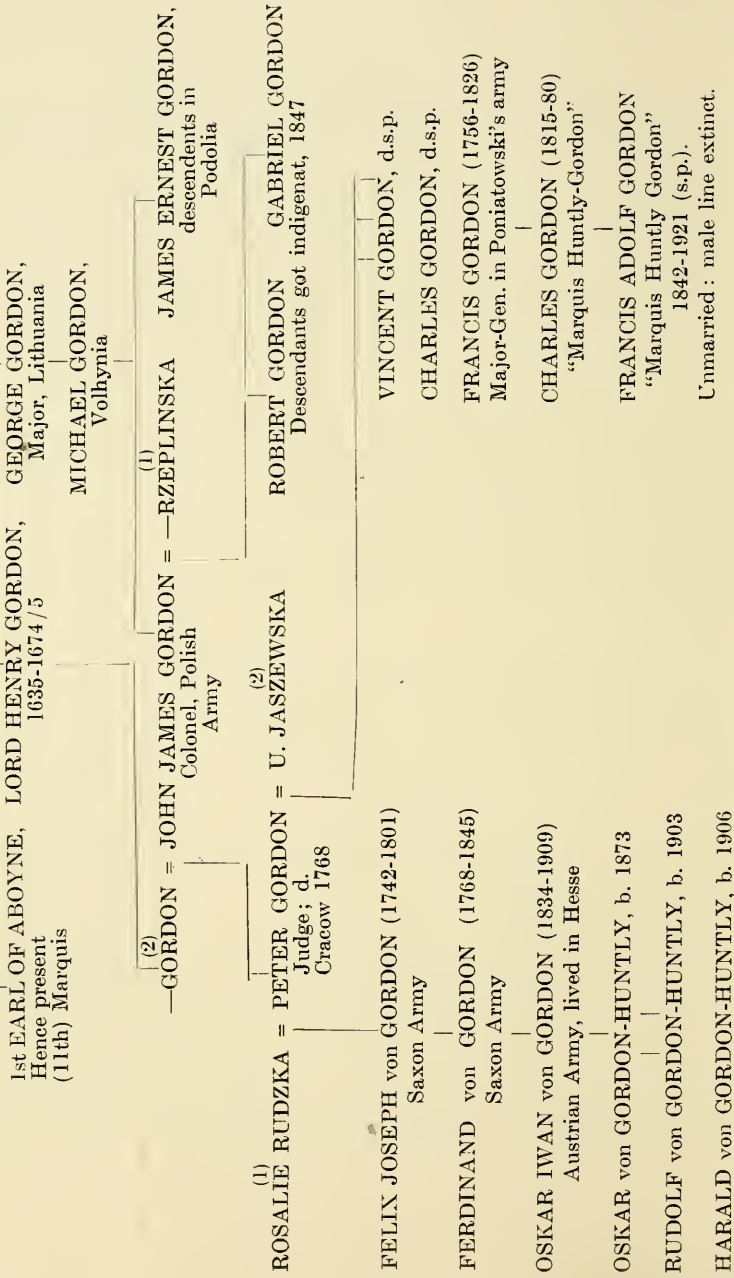 1st EARL OF ABOYNE,
Hence present
(11th) Marquis
LORD HENRY GORDON,
1635-1674/5
GEORGE GORDON,
Major, Lithuania
MICHAEL GORDON,
Volhynia
(2)
—GORDON = JOHN JAMES GORDON = —RZEPLINSKA
Colonel, Polish
Army
(1)
JAMES ERNEST GORDON,
descendents in
Podolia
(1)
ROSALIE RUDZKA = PETER GORDON = U. JASZEWSKA
Judge; d.
Cracow 1768
(2)
ROBERT GORDON
GABRIEL GORDON
Descendants got indigenat, 1847
FELIX JOSEPH von GORDON (1742-1801)
Saxon Army
FERDINAND von GORDON (1768-1845)
Saxon Army
OSKAR IWAN von GORDON (1834-1909)
Austrian Army, lived in Hesse
OSKAR von GORDON-HUNTLY, b. 1873
RUDOLF von GORDON-HUNTLY, b. 1903
HARALD von GORDON-HUNTLY, b. 1906
VINCENT GORDON, d.s.p.
CHARLES GORDON, d.s.p.
FRANCIS GORDON (1756-1826)
Major-Gen. in Poniatowski's army
CHARLES GORDON (1815-80)
"Marquis Huntly-Gordon"
FRANCIS ADOLF GORDON
"Marquis Huntly Gordon"
1842-1921 (s.p.).
Unmarried: male line extinct.